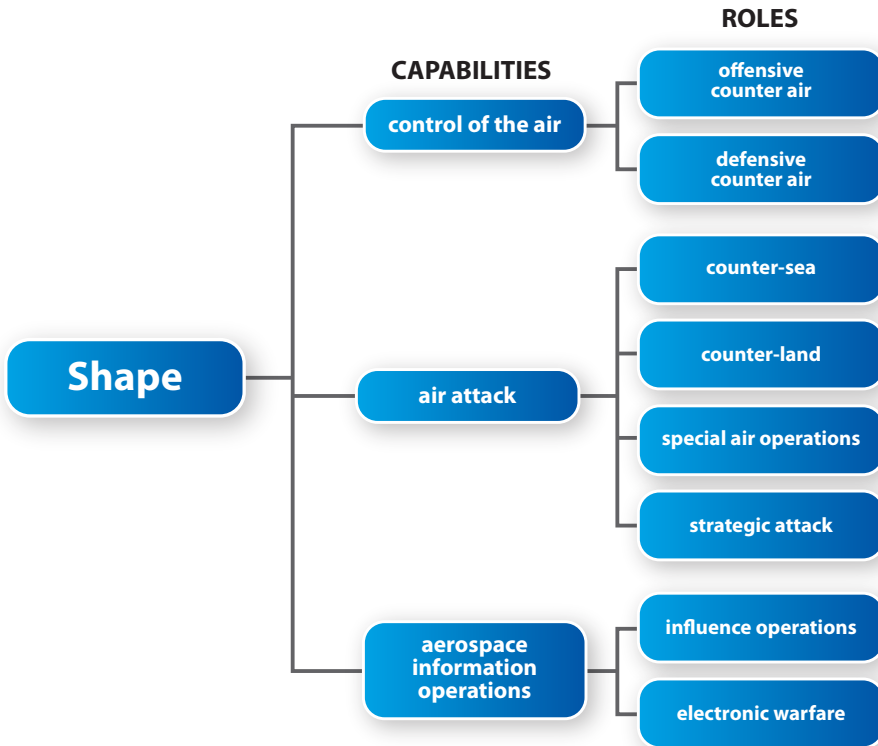 ROLES
CAPABILITIES
offensive
counter air
control of the air
defensive
counter air
counter-sea
counter-land
Shape
air attack
special air operations
strategic attack
influence operations
aerospace
information
operations
electronic warfare